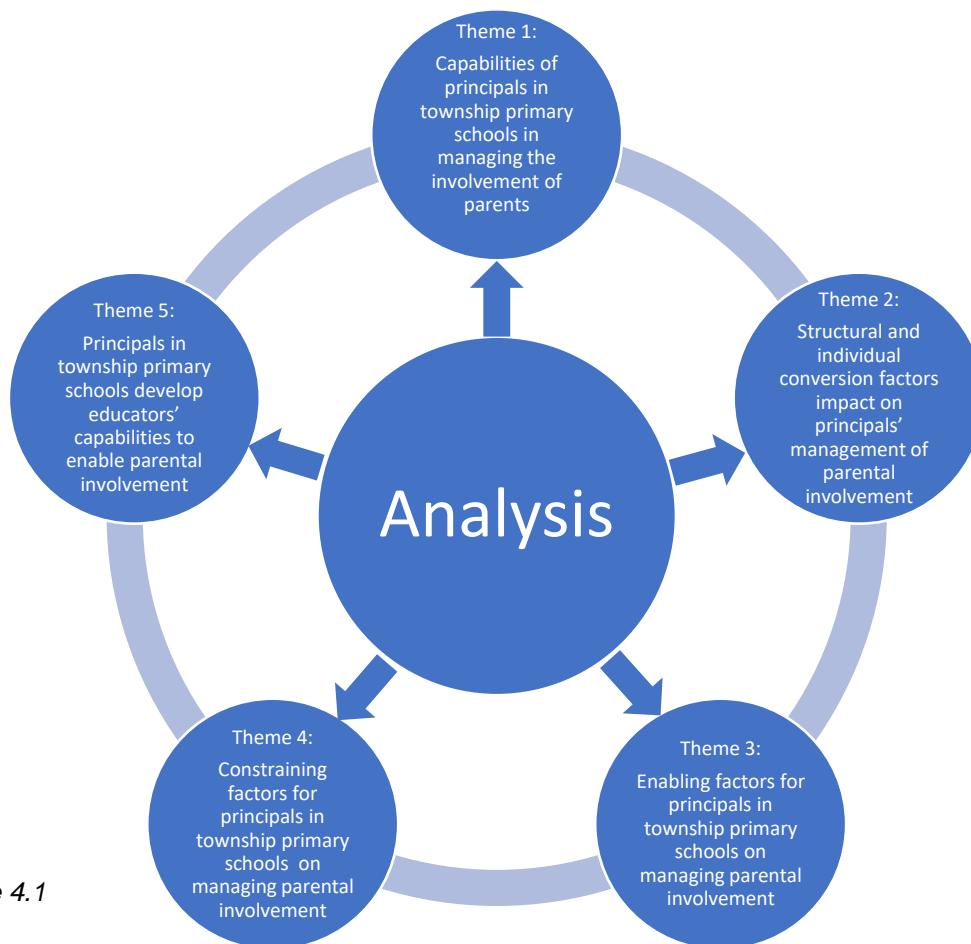 Theme 1:
Capabilities of
principals in
township primary
schools in
managing the
involvement of
parents
Theme 2:
Structural and
individual
conversion factors
impact on
principals’
management of
parental
involvement
Theme 3:
Enabling factors for
principals in
township primary
schools on
managing parental
involvement
Theme 4:
Constraining
factors for
principals in
township primary
schools on
managing parental
involvement
Theme 5:
Principals in
township primary
schools develop
educators’
capabilities to
enable parental
involvement
Analysis
4.1